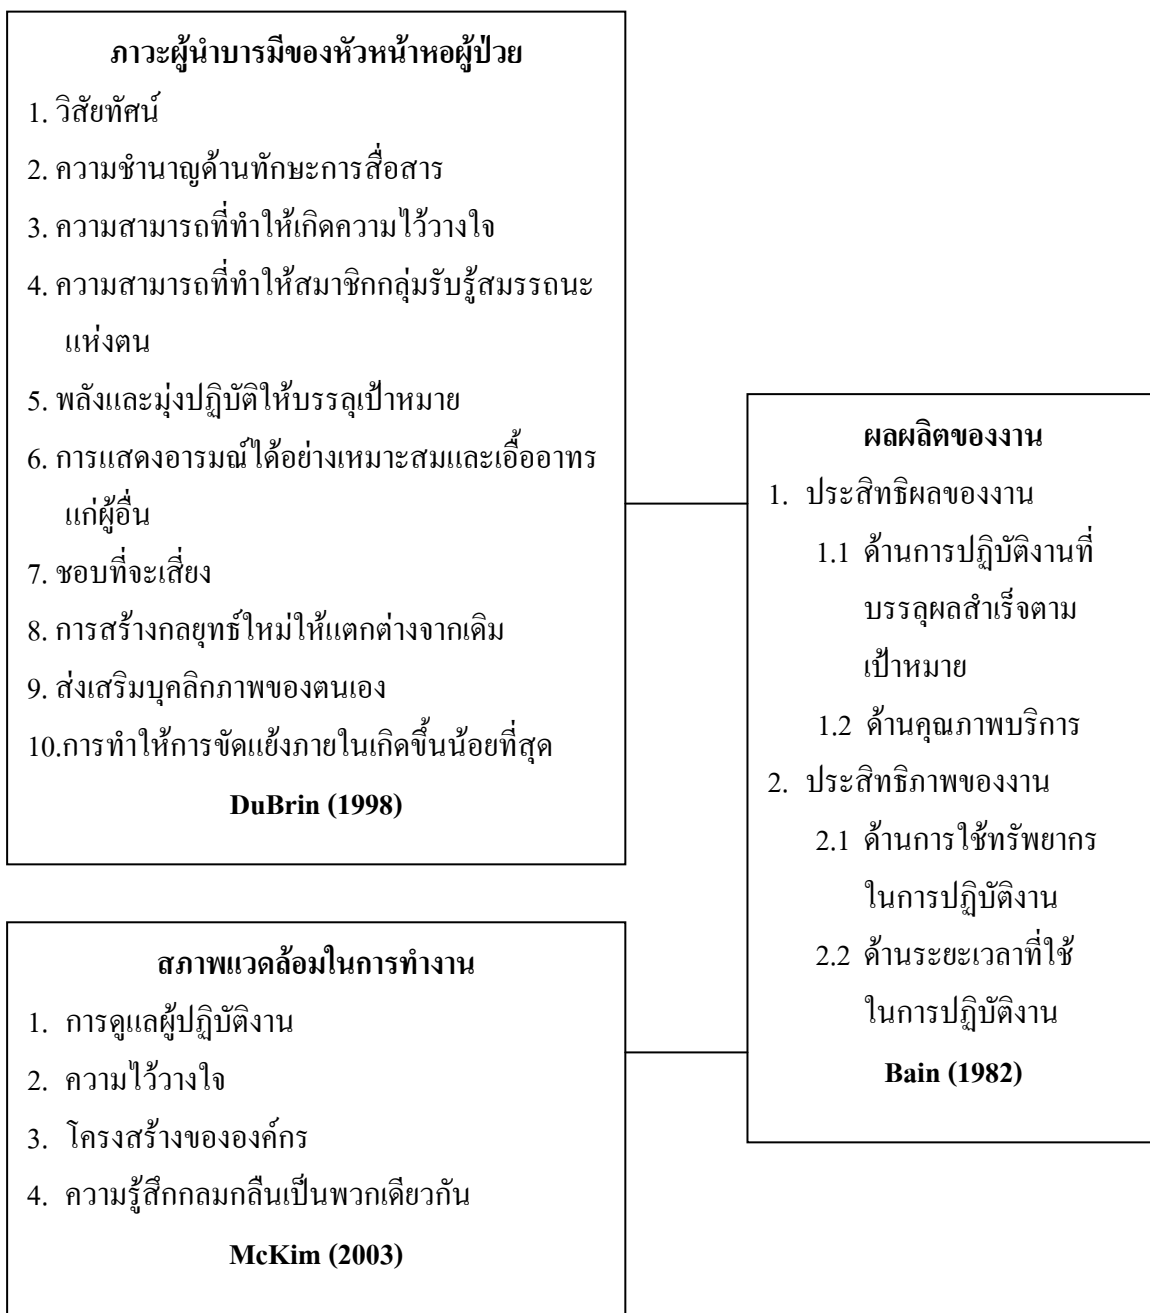 ภาวะผู้นำบารมีของหัวหน้าหอผู้ป่วย
1. วิสัยทัศน์
2. ความชำนาญด้านทักษะการสื่อสาร
3. ความสามารถที่ทำให้เกิดความไว้วางใจ
4. ความสามารถที่ทำให้สมาชิกกลุ่มรับรู้สมรรถนะ
แห่งตน
5. พลังและมุ่งปฏิบัติให้บรรลุเป้าหมาย
6. การแสดงอารมณ์ได้อย่างเหมาะสมและเอื้ออาทร
แก่ผู้อื่น
7. ชอบที่จะเสี่ยง
8. การสร้างกลยุทธ์ใหม่ให้แตกต่างจากเดิม
9. ส่งเสริมบุคลิกภาพของตนเอง
10.การทำให้การขัดแย้งภายในเกิดขึ้นน้อยที่สุด
DuBrin (1998)
สภาพแวดล้อมในการทำงาน
1. การดูแลผู้ปฏิบัติงาน
2. ความไว้วางใจ
3. โครงสร้างขององค์กร
4. ความรู้สึกกลมกลืนเป็นพวกเดียวกัน
McKim (2003)
ผลผลิตของงาน
1. ประสิทธิผลของงาน
1.1 ด้านการปฏิบัติงานที่
บรรลุผลสำเร็จตาม
เป้าหมาย
1.2 ด้านคุณภาพบริการ
2. ประสิทธิภาพของงาน
2.1 ด้านการใช้ทรัพยากร
ในการปฏิบัติงาน
2.2 ด้านระยะเวลาที่ใช้
ในการปฏิบัติงาน
Bain (1982)